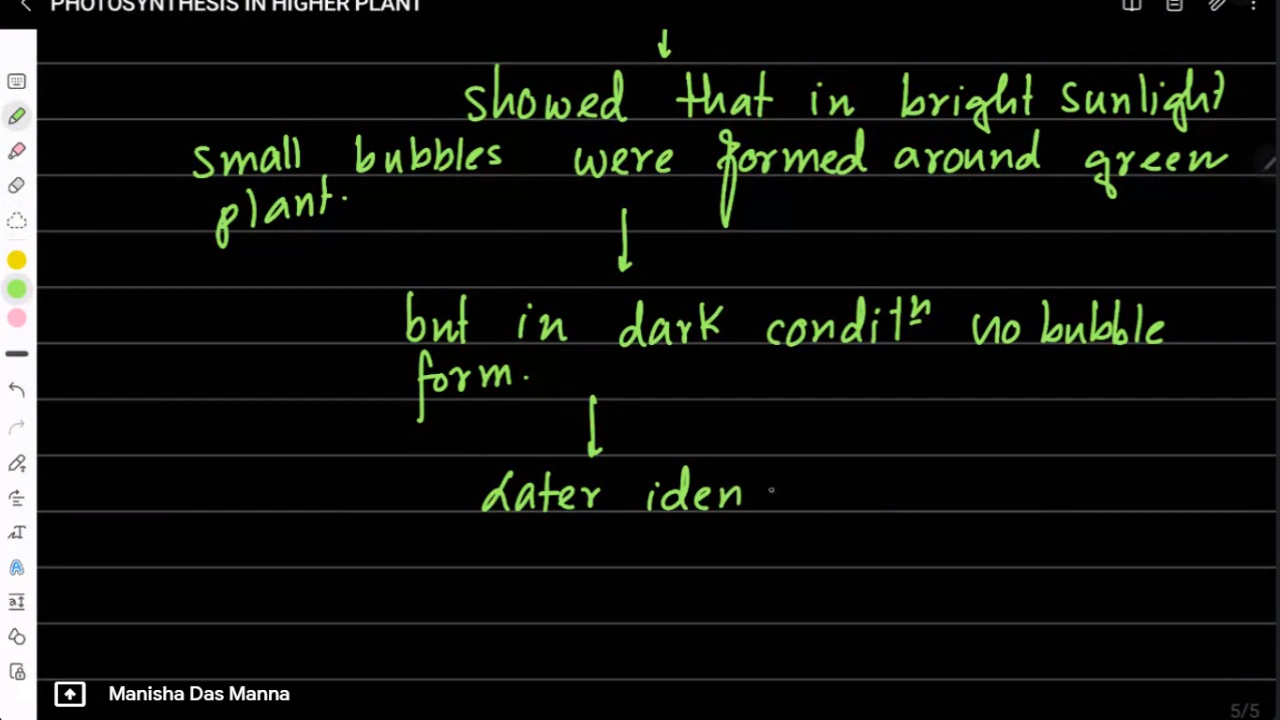 PHOTOSYNTHESIS IN HIGHER PLANT
showed that in bright sunlight
small bubbles were formed around green
plant.
but in dark conditⁿ no bubble
form.
Later iden
Manisha Das Manna
5/5